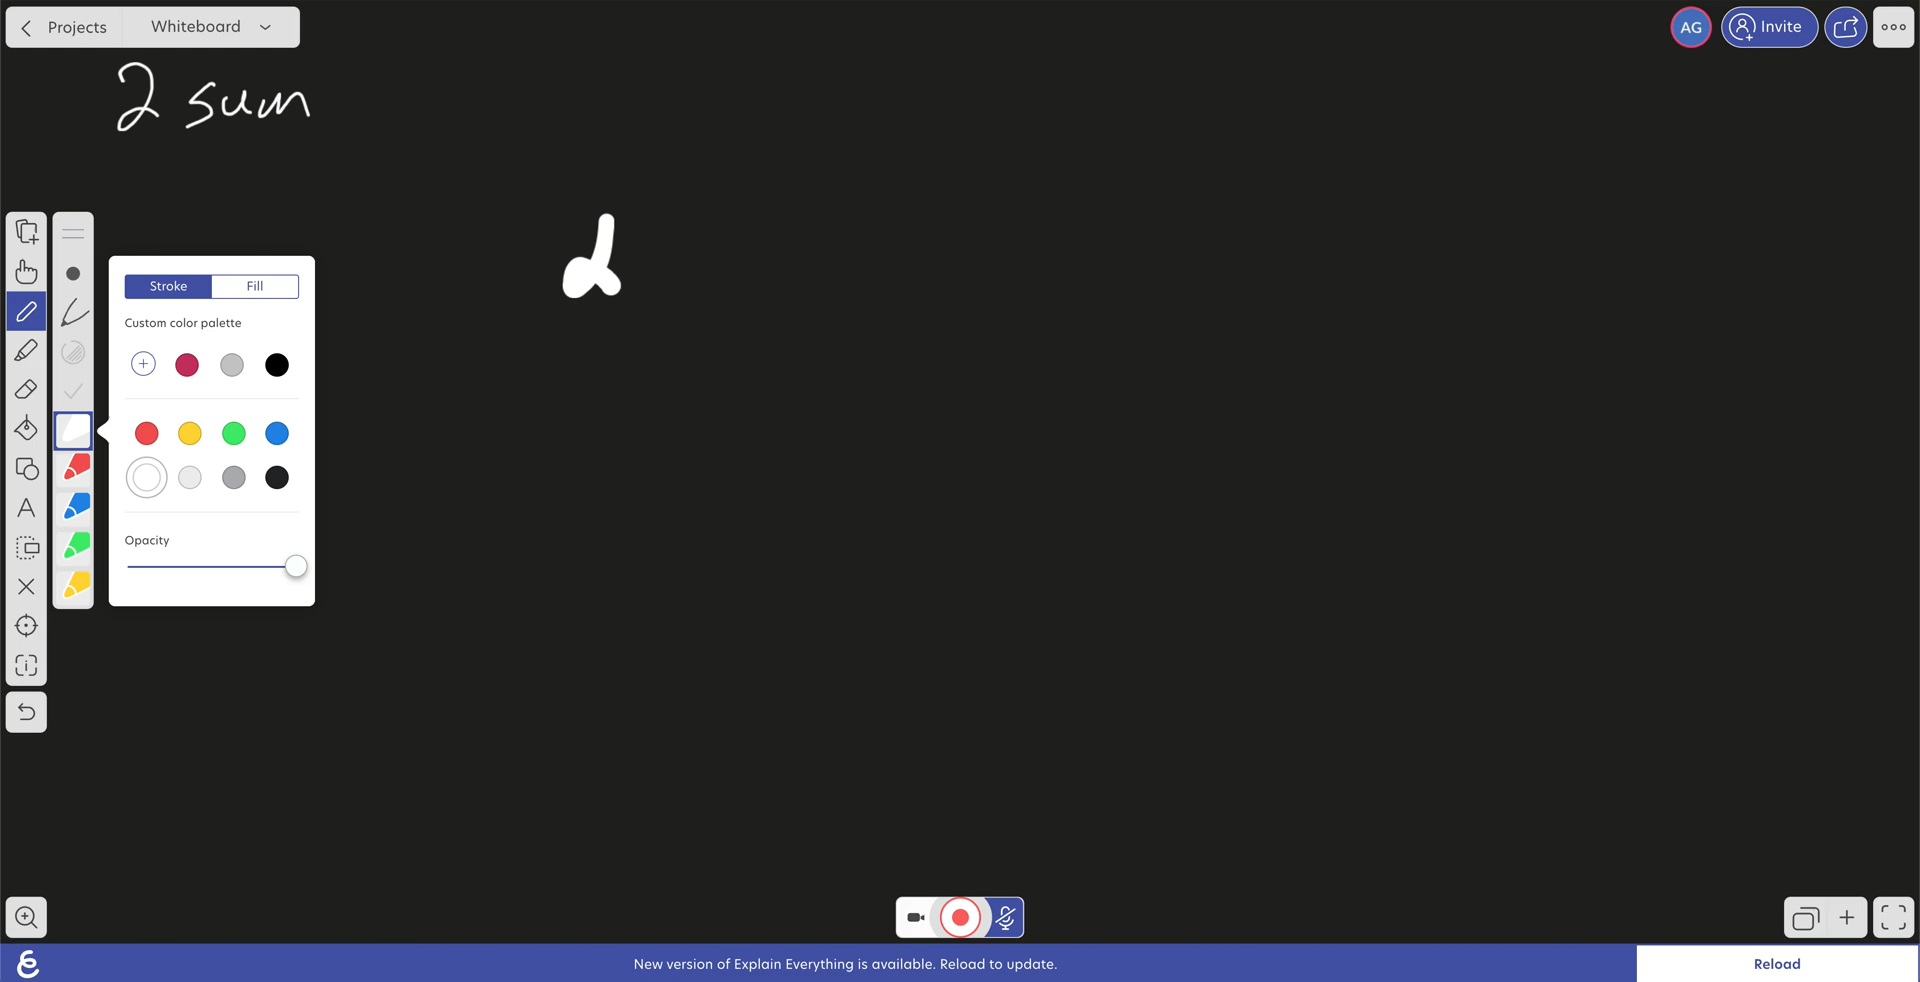 Projects Whiteboard
AG Invite
2 sum
Stroke Fill
Custom color palette
Opacity
New version of Explain Everything is available. Reload to update.
Reload